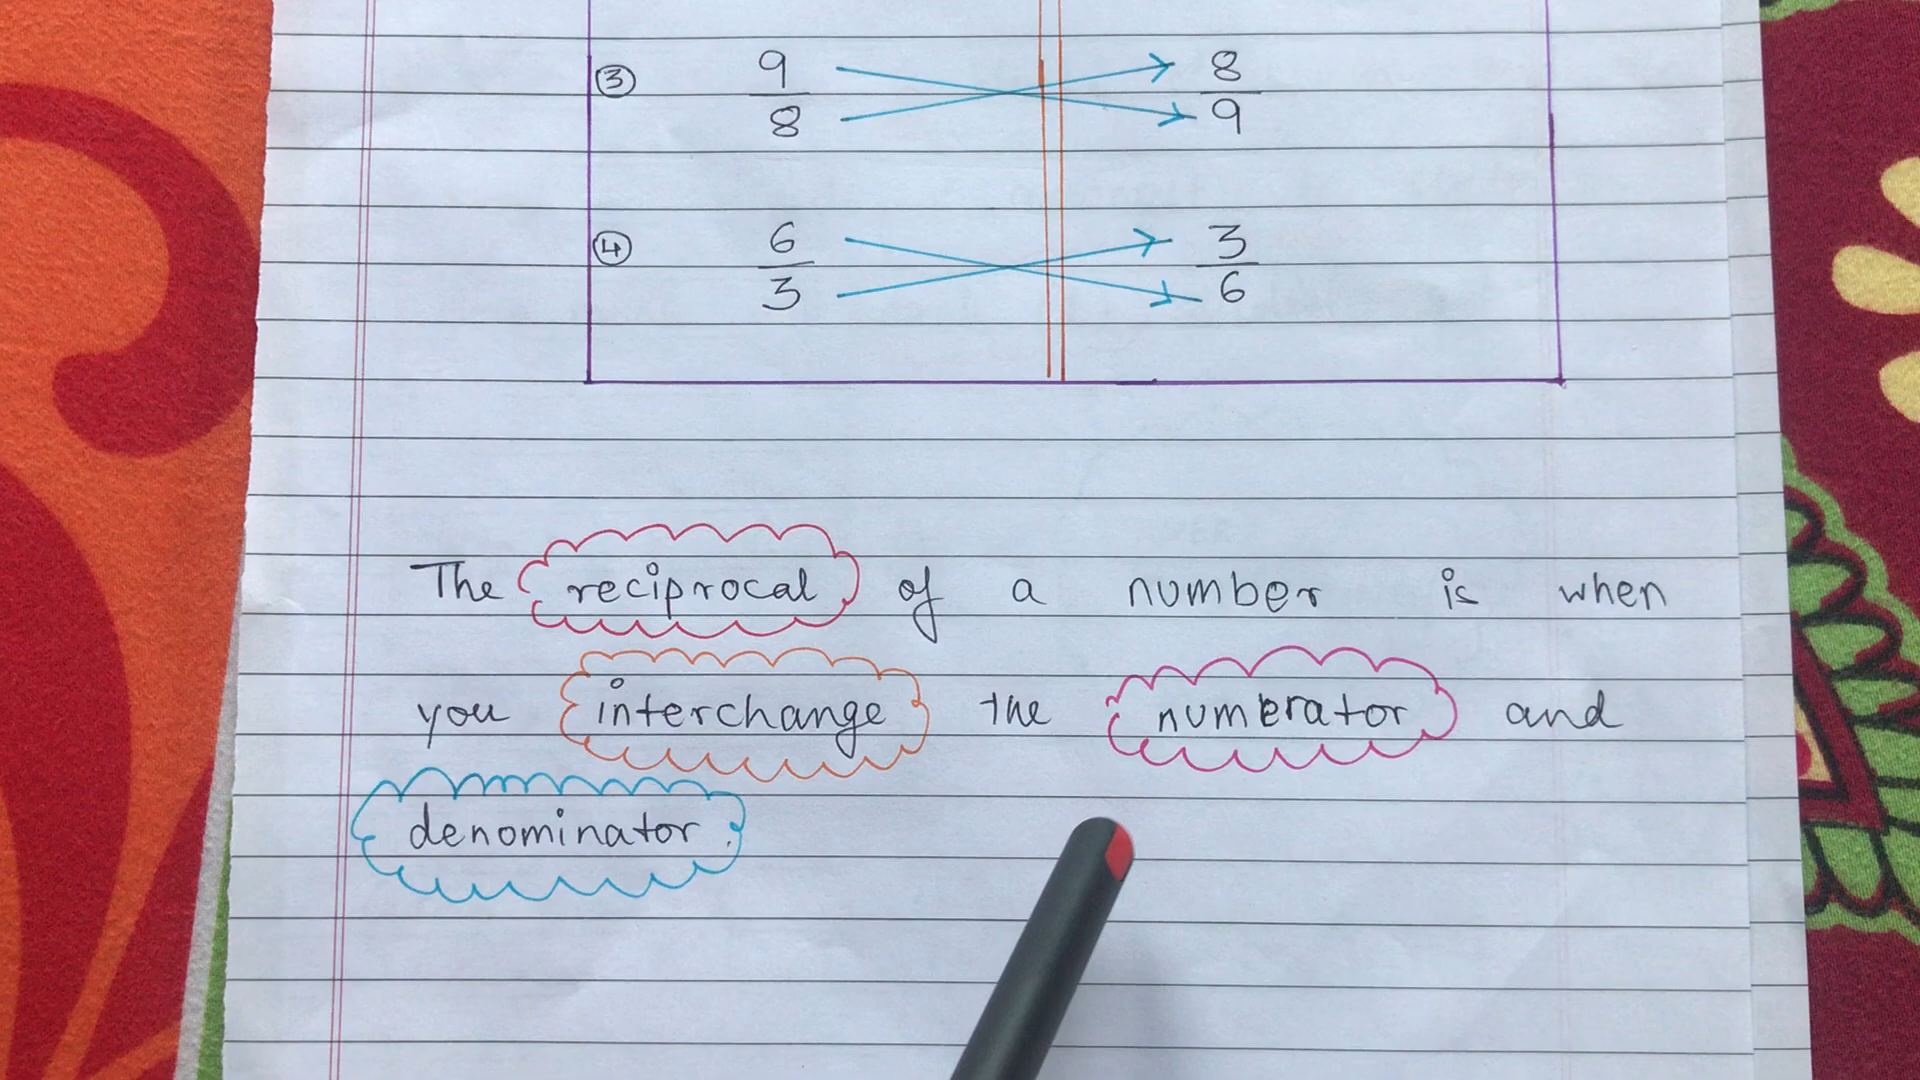 ③ 9/8 8/9
④ 6/3 3/6
The reciprocal of a number is when
you interchange the numerator and
denominator.